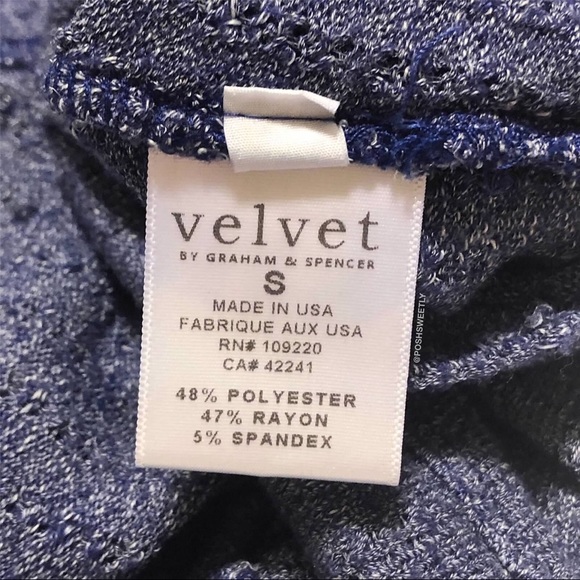 velvet
BY GRAHAM & SPENCER
S
MADE IN USA
FABRIQUE AUX USA
RN# 109220
CA# 42241
48% POLYESTER
47% RAYON
5% SPANDEX
@POSHSWEETLY